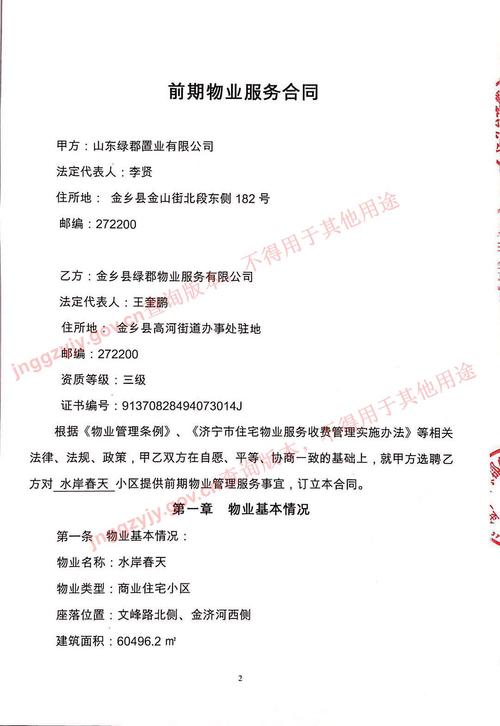 前期物业服务合同
甲方：山东绿郡置业有限公司
法定代表人：李贤
住所地： 金乡县金山街北段东侧 182 号
邮编：272200
乙方：金乡县绿郡物业服务有限公司
法定代表人：王奎鹏
住所地： 金乡县高河街道办事处驻地
邮编：272200
资质等级：三级
证书编号：91370828494073014J
根据《物业管理条例》、《济宁市住宅物业服务收费管理实施办法》等相关
法律、法规、政策，甲乙双方在自愿、平等、协商一致的基础上，就甲方选聘乙
方对 水岸春天 小区提供前期物业管理服务事宜，订立本合同。
第一章 物业基本情况
第一条 物业基本情况：
物业名称：水岸春天
物业类型：商业住宅小区
座落位置：文峰路北侧、金济河西侧
建筑面积：60496.2 ㎡
2
jnggzyjy.gov.cn查询版本，不得用于其他用途
jnggzyjy.gov.cn查询版本，不得用于其他用途